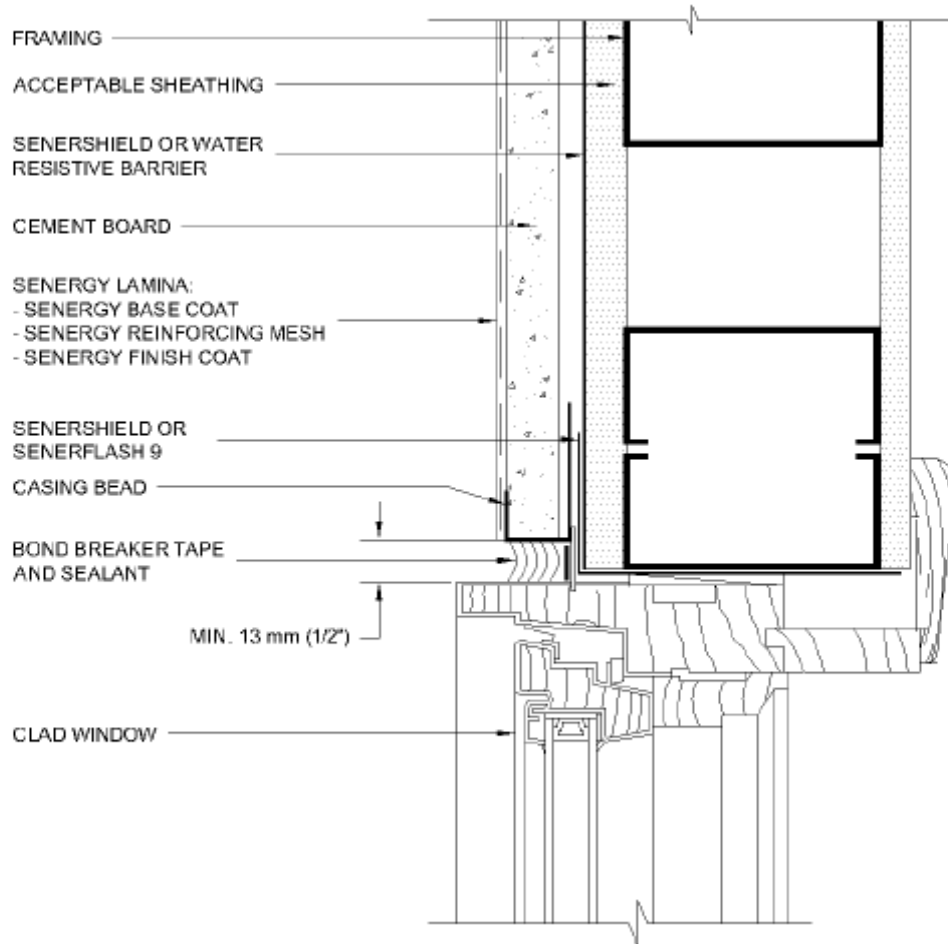 FRAMING
ACCEPTABLE SHEATHING
SENERSHIELD OR WATER
RESISTIVE BARRIER
CEMENT BOARD
SENERGY LAMINA:
- SENERGY BASE COAT
- SENERGY REINFORCING MESH
- SENERGY FINISH COAT
SENERSHIELD OR
SENERFLASH 9
CASING BEAD
BOND BREAKER TAPE
AND SEALANT
MIN. 13 mm (1/2")
CLAD WINDOW